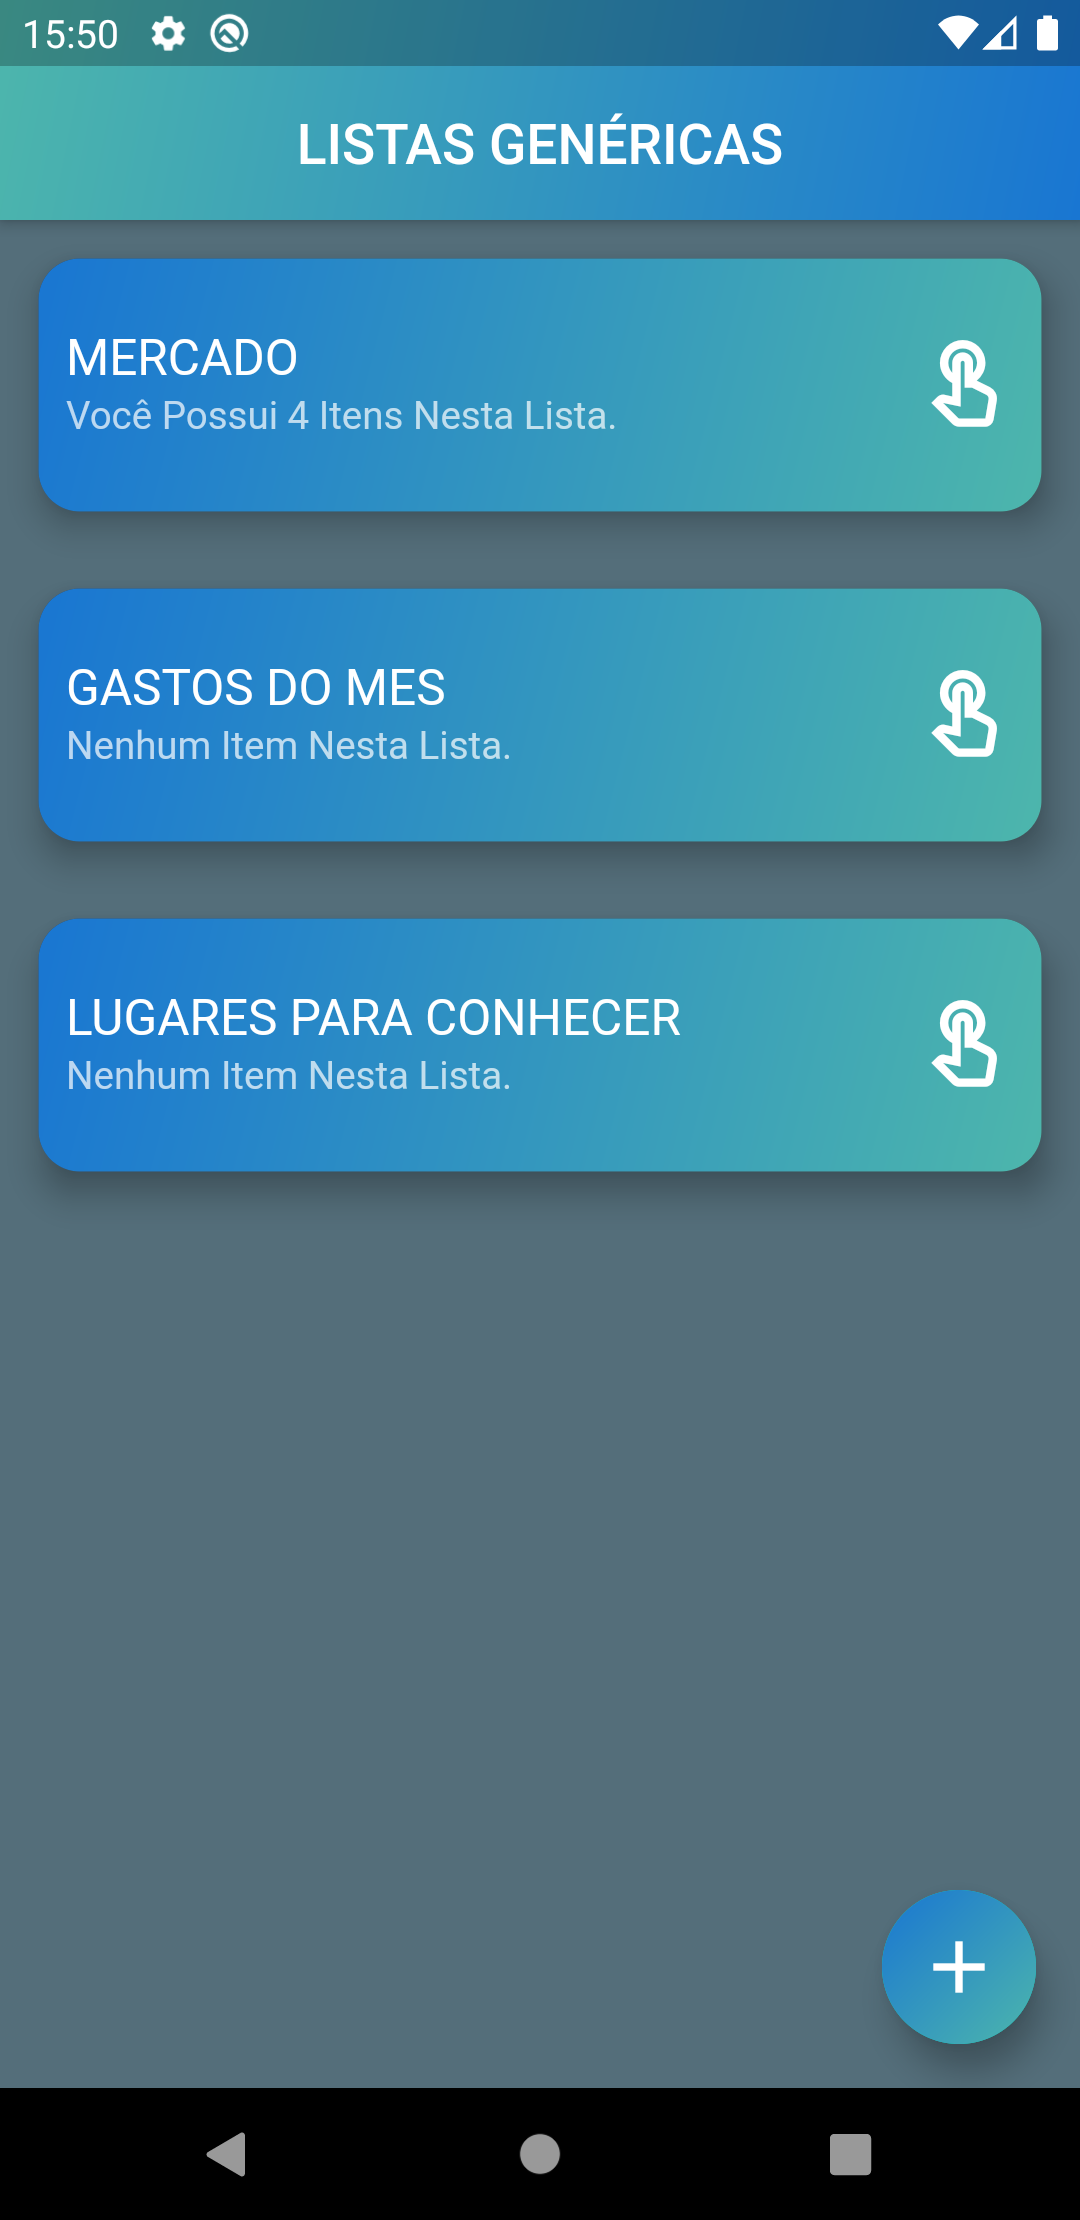 15:50
LISTAS GENÉRICAS
MERCADO
Você Possui 4 Itens Nesta Lista.
GASTOS DO MES
Nenhum Item Nesta Lista.
LUGARES PARA CONHECER
Nenhum Item Nesta Lista.